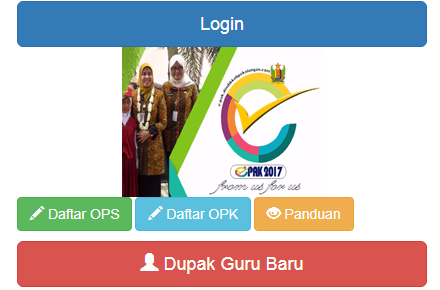 Login
ePAK 2017
from us for us
Daftar OPS
Daftar OPK
Panduan
Dupak Guru Baru